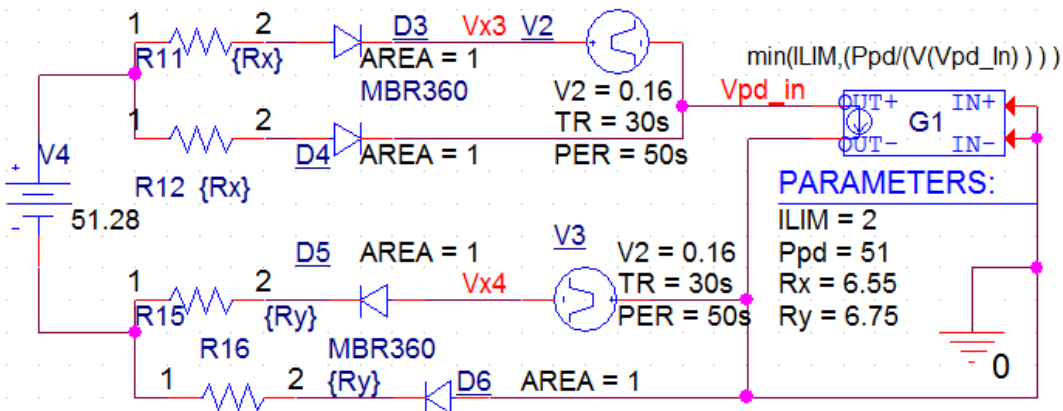 1 2 D3 Vx3 V2
R11 {Rx} AREA = 1
MBR360
min(ILIM,(Ppd/(V(Vpd_In) ) ) )
Vpd_in
V2 = 0.16
TR = 30s
PER = 50s
OUT+ IN+
G1
OUT- IN-
1 2
D4 AREA = 1
R12 {Rx}
+ V4
-
51.28
PARAMETERS:
ILIM = 2
Ppd = 51
Rx = 6.55
Ry = 6.75
D5 AREA = 1 V3
1 2 Vx4
R15 {Ry}
V2 = 0.16
TR = 30s
PER = 50s
R16 MBR360
1 2 {Ry} D6 AREA = 1
0